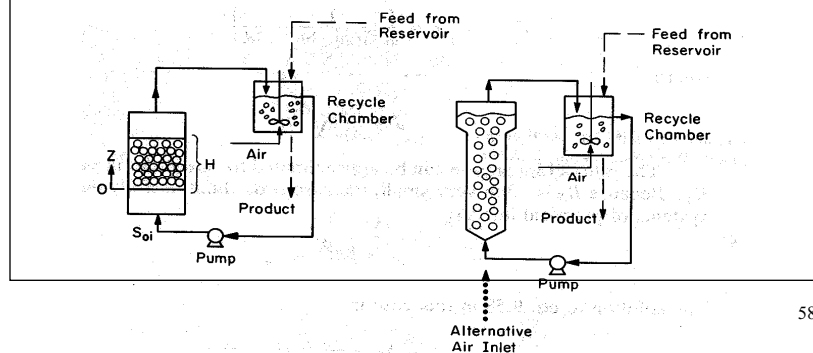 Feed from
Reservoir
Recycle
Chamber
Air
Product
H
Z
O
Soi
Pump
Feed from
Reservoir
Recycle
Chamber
Air
Product
Pump
Alternative
Air Inlet
58